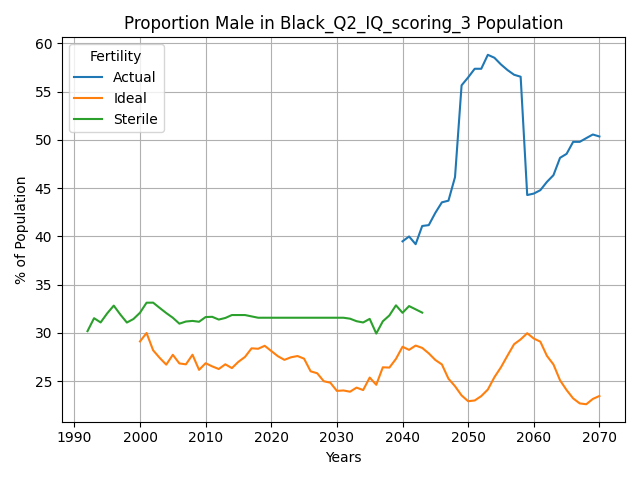 Proportion Male in Black_Q2_IQ_scoring_3 Population
Fertility
Actual
Ideal
Sterile
% of Population
60
55
50
45
40
35
30
25
1990
2000
2010
2020
2030
2040
2050
2060
2070
Years